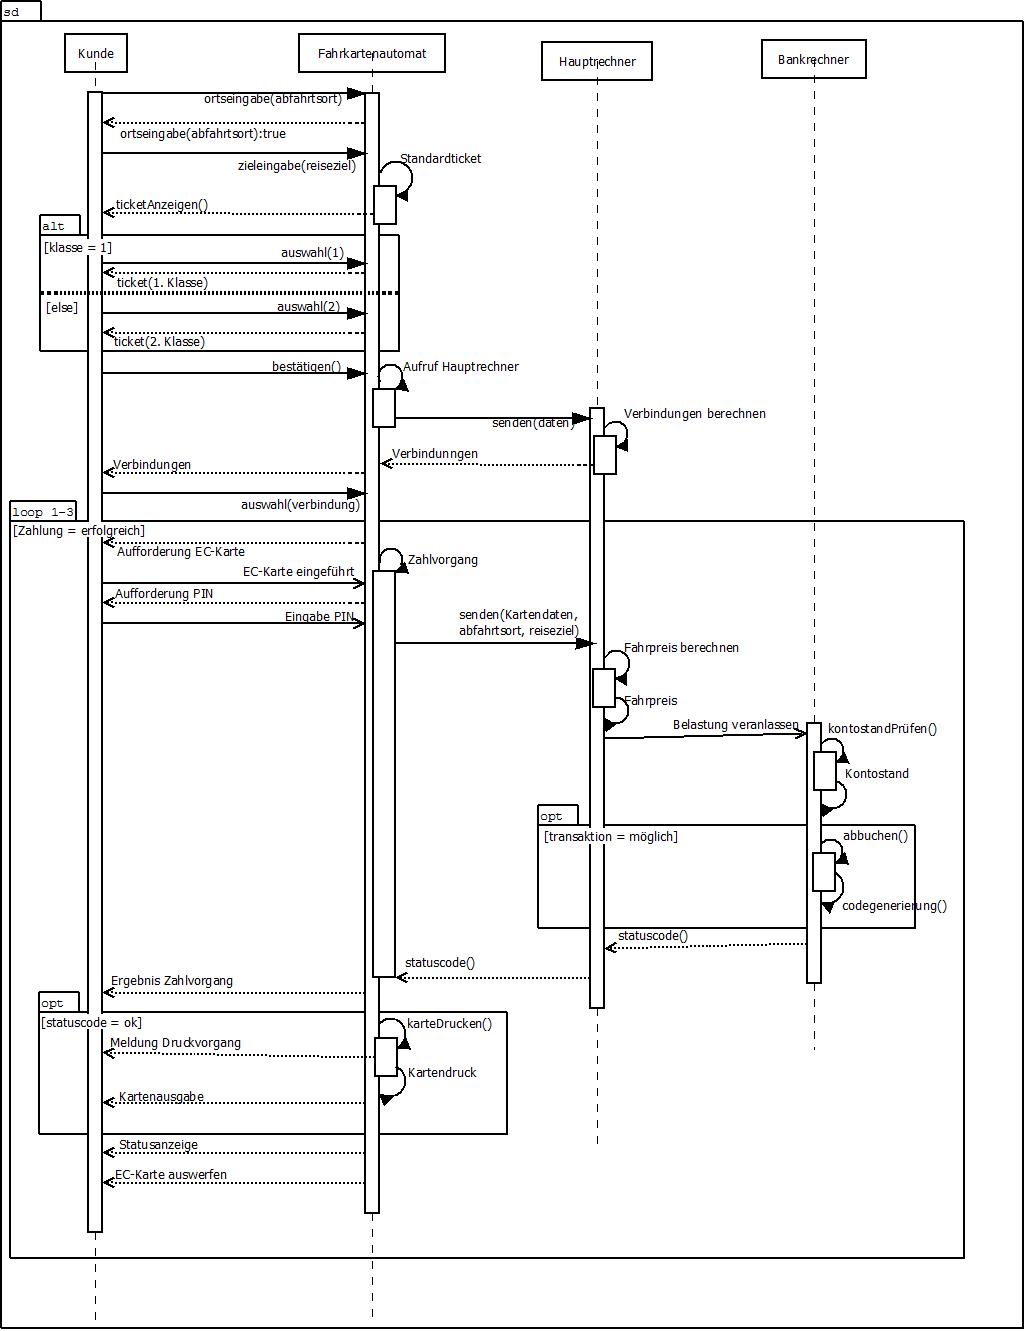 sd
Kunde
Fahrkartenautomat
Hauptrechner
Bankrechner
ortseingabe(abfahrtsort)
ortseingabe(abfahrtsort):true
zieleingabe(reiseziel)
Standardticket
ticketAnzeigen()
alt
[klasse = 1]
auswahl(1)
ticket(1. Klasse)
[else]
auswahl(2)
ticket(2. Klasse)
bestätigen()
Aufruf Hauptrechner
senden(daten)
Verbindungen berechnen
Verbindunngen
Verbindungen
auswahl(verbindung)
loop 1-3
[Zahlung = erfolgreich]
Aufforderung EC-Karte
Zahlvorgang
EC-Karte eingeführt
Aufforderung PIN
Eingabe PIN
senden(Kartendaten,
abfahrtsort, reiseziel)
Fahrpreis berechnen
Fahrpreis
Belastung veranlassen
kontostandPrüfen()
Kontostand
opt
[transaktion = möglich]
abbuchen()
codegenerierung()
statuscode()
statuscode()
Ergebnis Zahlvorgang
opt
[statuscode = ok]
karteDrucken()
Meldung Druckvorgang
Kartendruck
Kartenausgabe
Statusanzeige
EC-Karte auswerfen